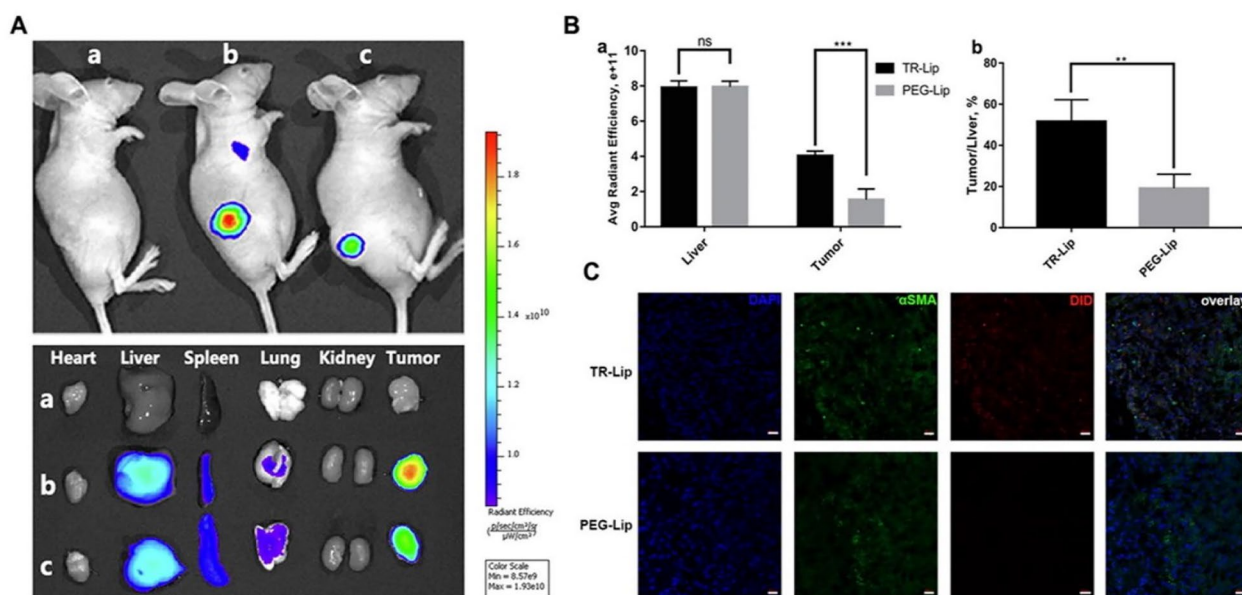 A
a b c
1.8
1.6
1.4
x10^10
1.2
1.0
Radiant Efficiency
(p/sec/cm²/sr / µW/cm²)
Color Scale
Min = 8.57e9
Max = 1.93e10
Heart Liver Spleen Lung Kidney Tumor
a
b
c
B
a
Avg Radiant Efficiency, e+11
10
8
6
4
2
0
ns
***
TR-Lip
PEG-Lip
Liver
Tumor
b
Tumor/Liver, %
80
60
40
20
0
**
TR-Lip
PEG-Lip
C
DAPI αSMA DID overlay
TR-Lip
PEG-Lip